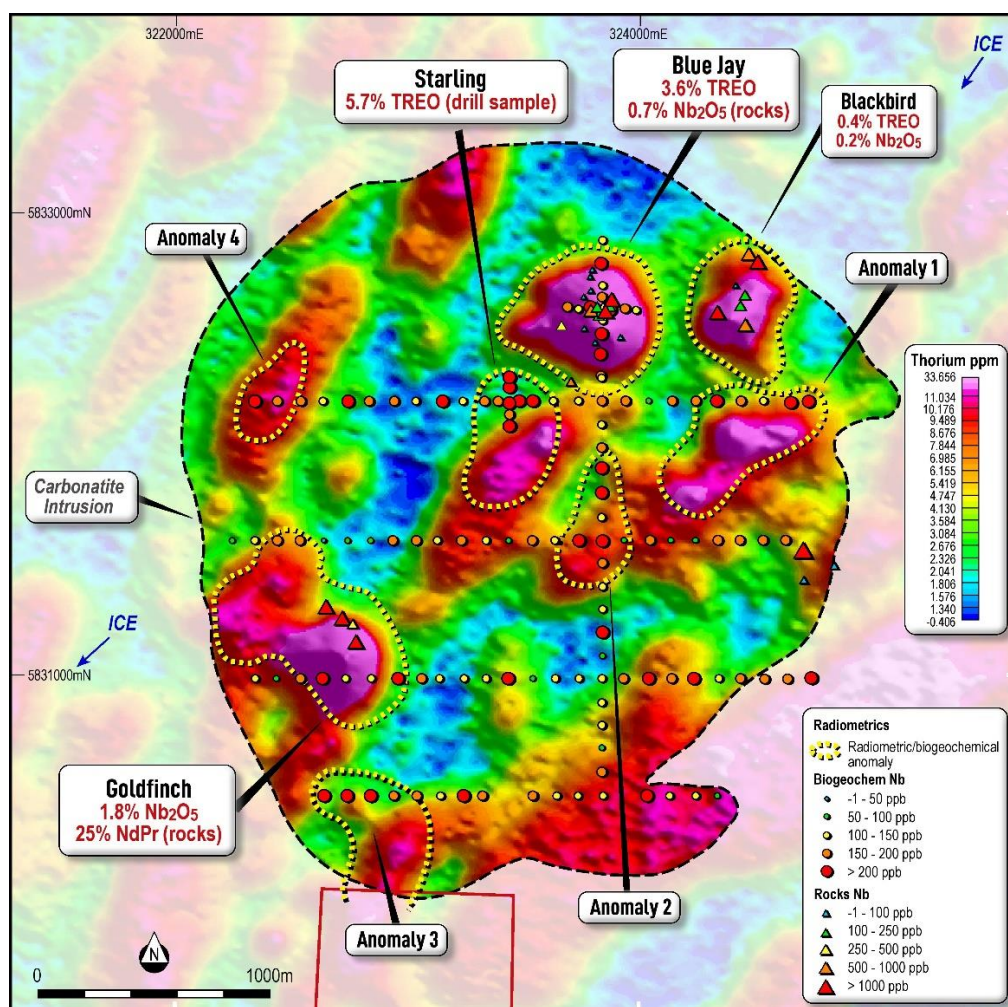 322000mE
324000mE
ICE
Starling
5.7% TREO (drill sample)
Blue Jay
3.6% TREO
0.7% Nb₂O₅ (rocks)
Blackbird
0.4% TREO
0.2% Nb₂O₅
5833000mN
Anomaly 4
Anomaly 1
Thorium ppm
33.656
11.034
10.176
9.489
8.676
7.844
6.985
6.155
5.419
4.747
4.130
3.584
3.084
2.676
2.326
2.041
1.806
1.576
1.340
-0.406
Carbonatite
Intrusion
ICE
5831000mN
Goldfinch
1.8% Nb₂O₅
25% NdPr (rocks)
Anomaly 2
Anomaly 3
Radiometrics
Radiometric/biogeochemical
anomaly
Biogeochem Nb
-1 - 50 ppb
50 - 100 ppb
100 - 150 ppb
150 - 200 ppb
> 200 ppb
Rocks Nb
-1 - 100 ppb
100 - 250 ppb
250 - 500 ppb
500 - 1000 ppb
> 1000 ppb
N
0
1000m